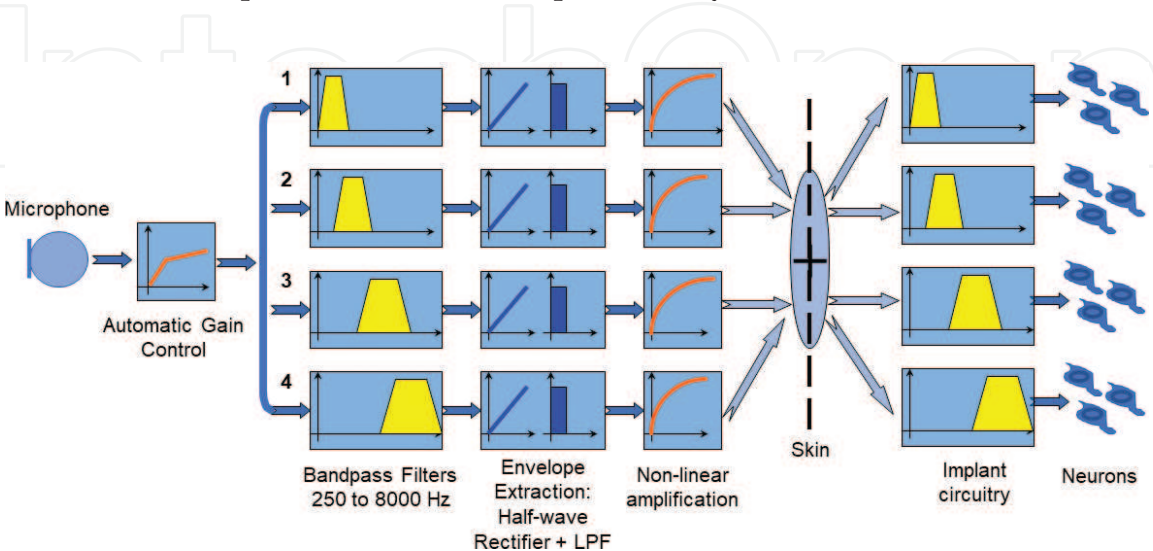 1
2
3
4
Microphone
Automatic Gain
Control
Bandpass Filters
250 to 8000 Hz
Envelope
Extraction:
Half-wave
Rectifier + LPF
Non-linear
amplification
Skin
Implant
circuitry
Neurons